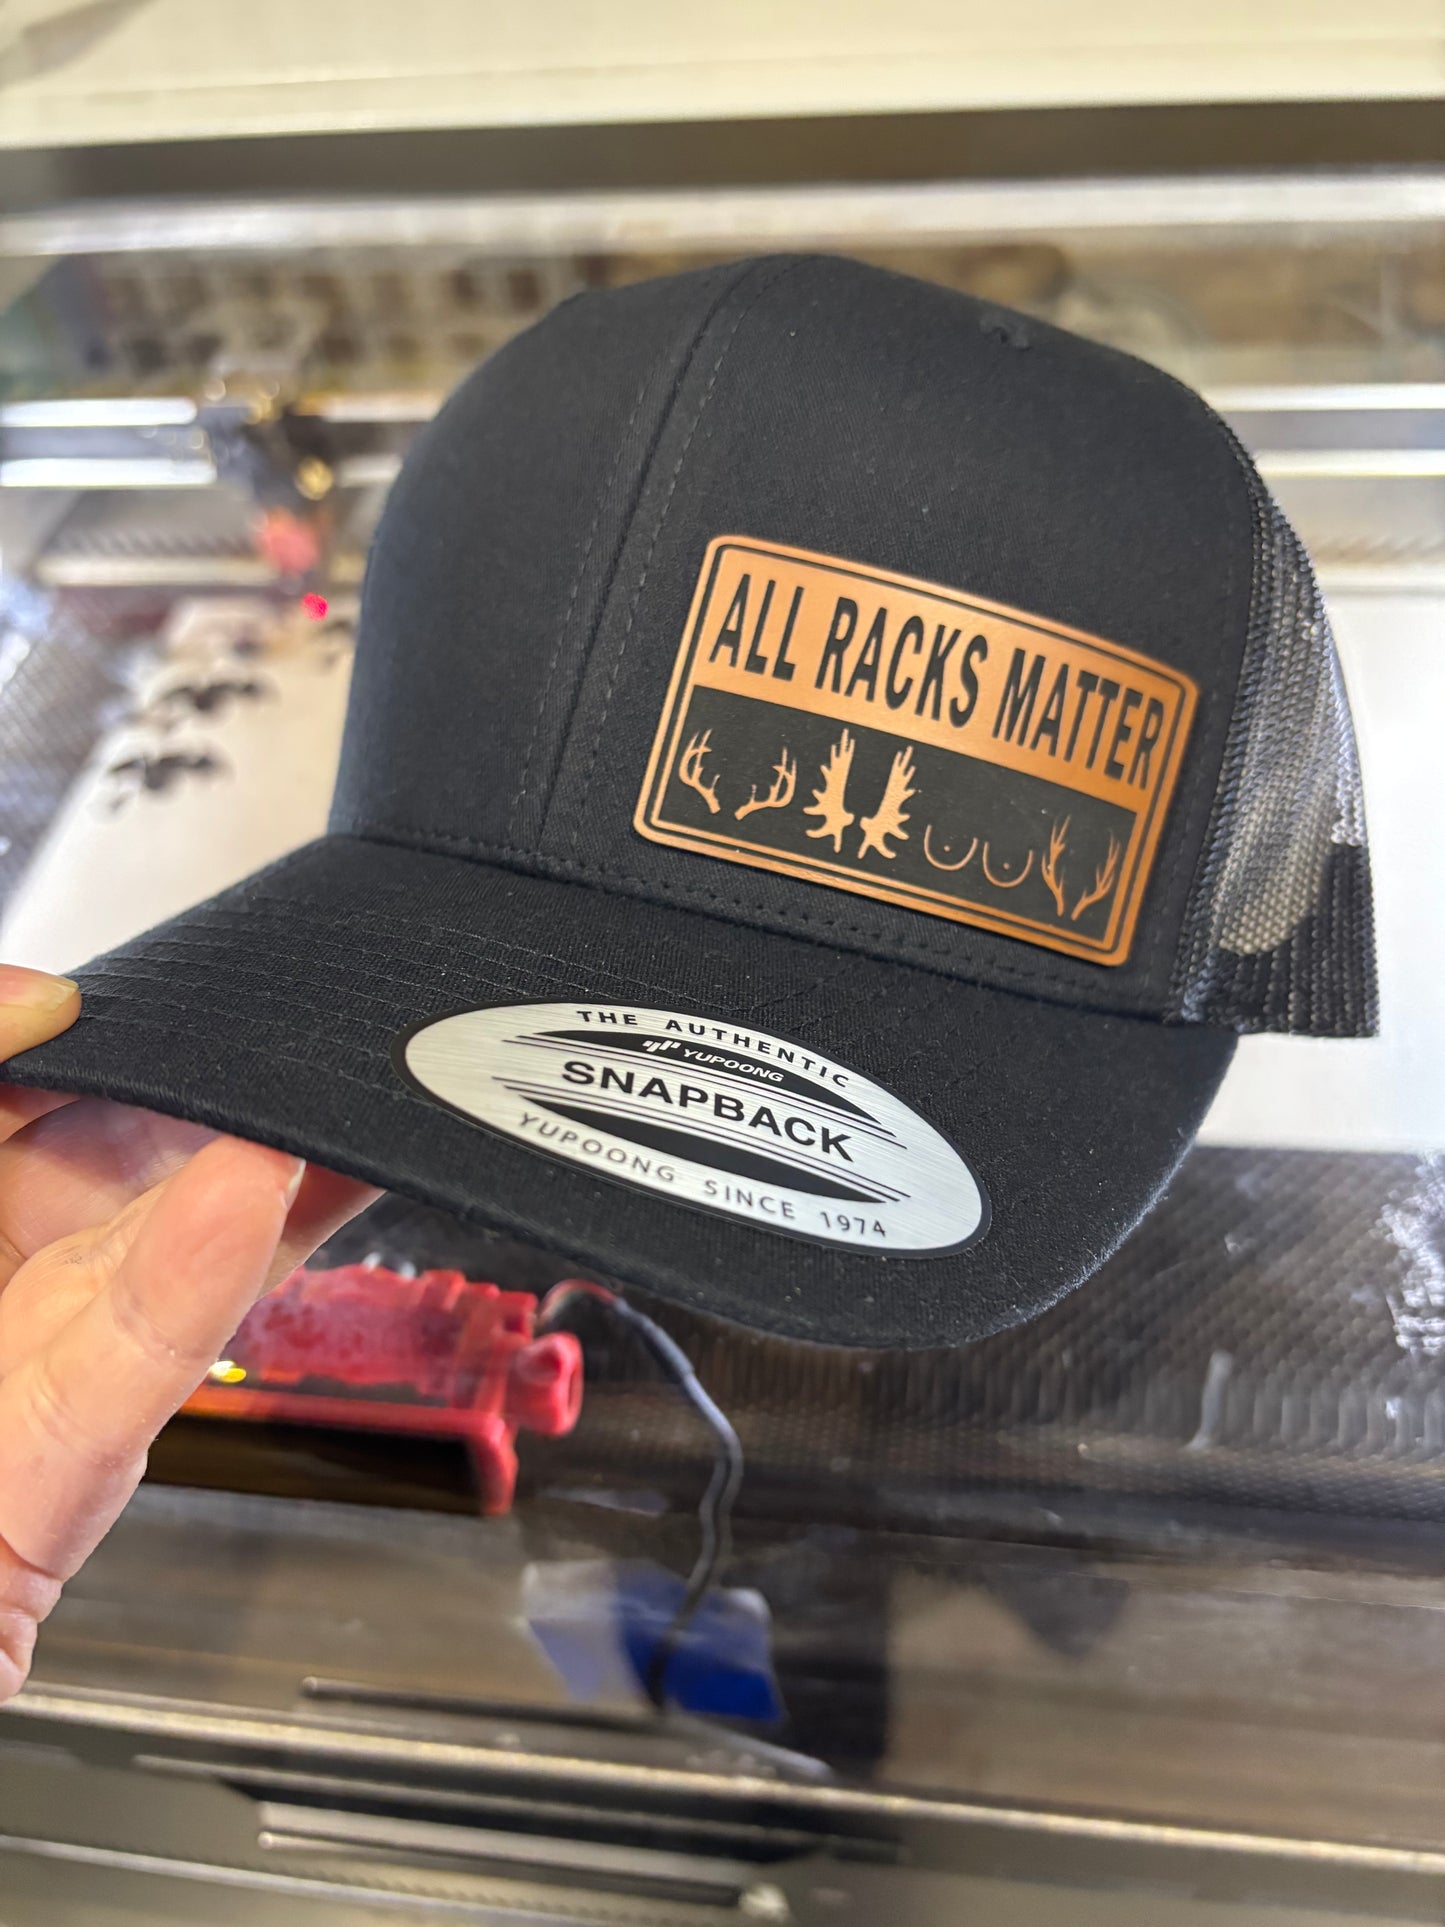 ALL RACKS MATTER
THE AUTHENTIC
YUPOONG
SNAPBACK
YUPOONG SINCE 1974